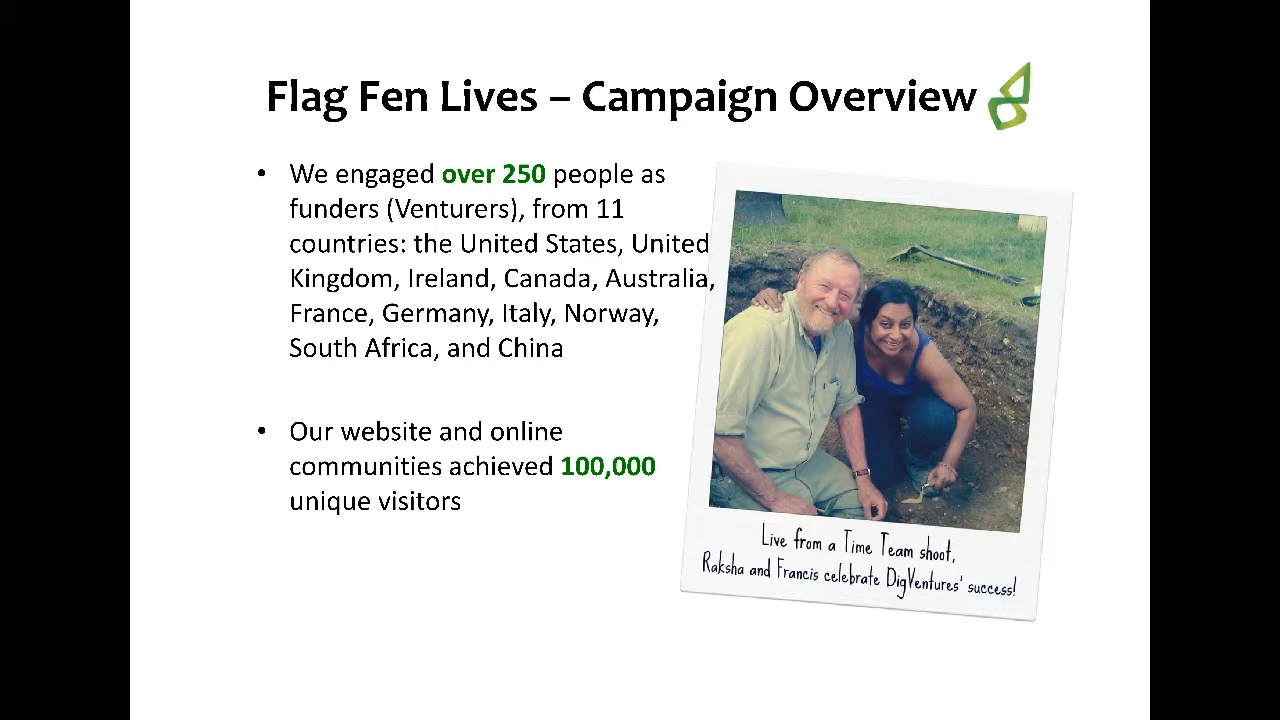 Flag Fen Lives – Campaign Overview
• We engaged over 250 people as
funders (Venturers), from 11
countries: the United States, United
Kingdom, Ireland, Canada, Australia,
France, Germany, Italy, Norway,
South Africa, and China
• Our website and online
communities achieved 100,000
unique visitors
Live from a Time Team shoot,
Raksha and Francis celebrate DigVentures' success!